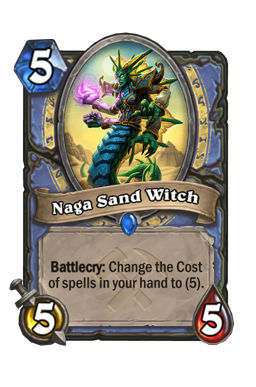 5
Naga Sand Witch
Battlecry: Change the Cost
of spells in your hand to (5).
5
5